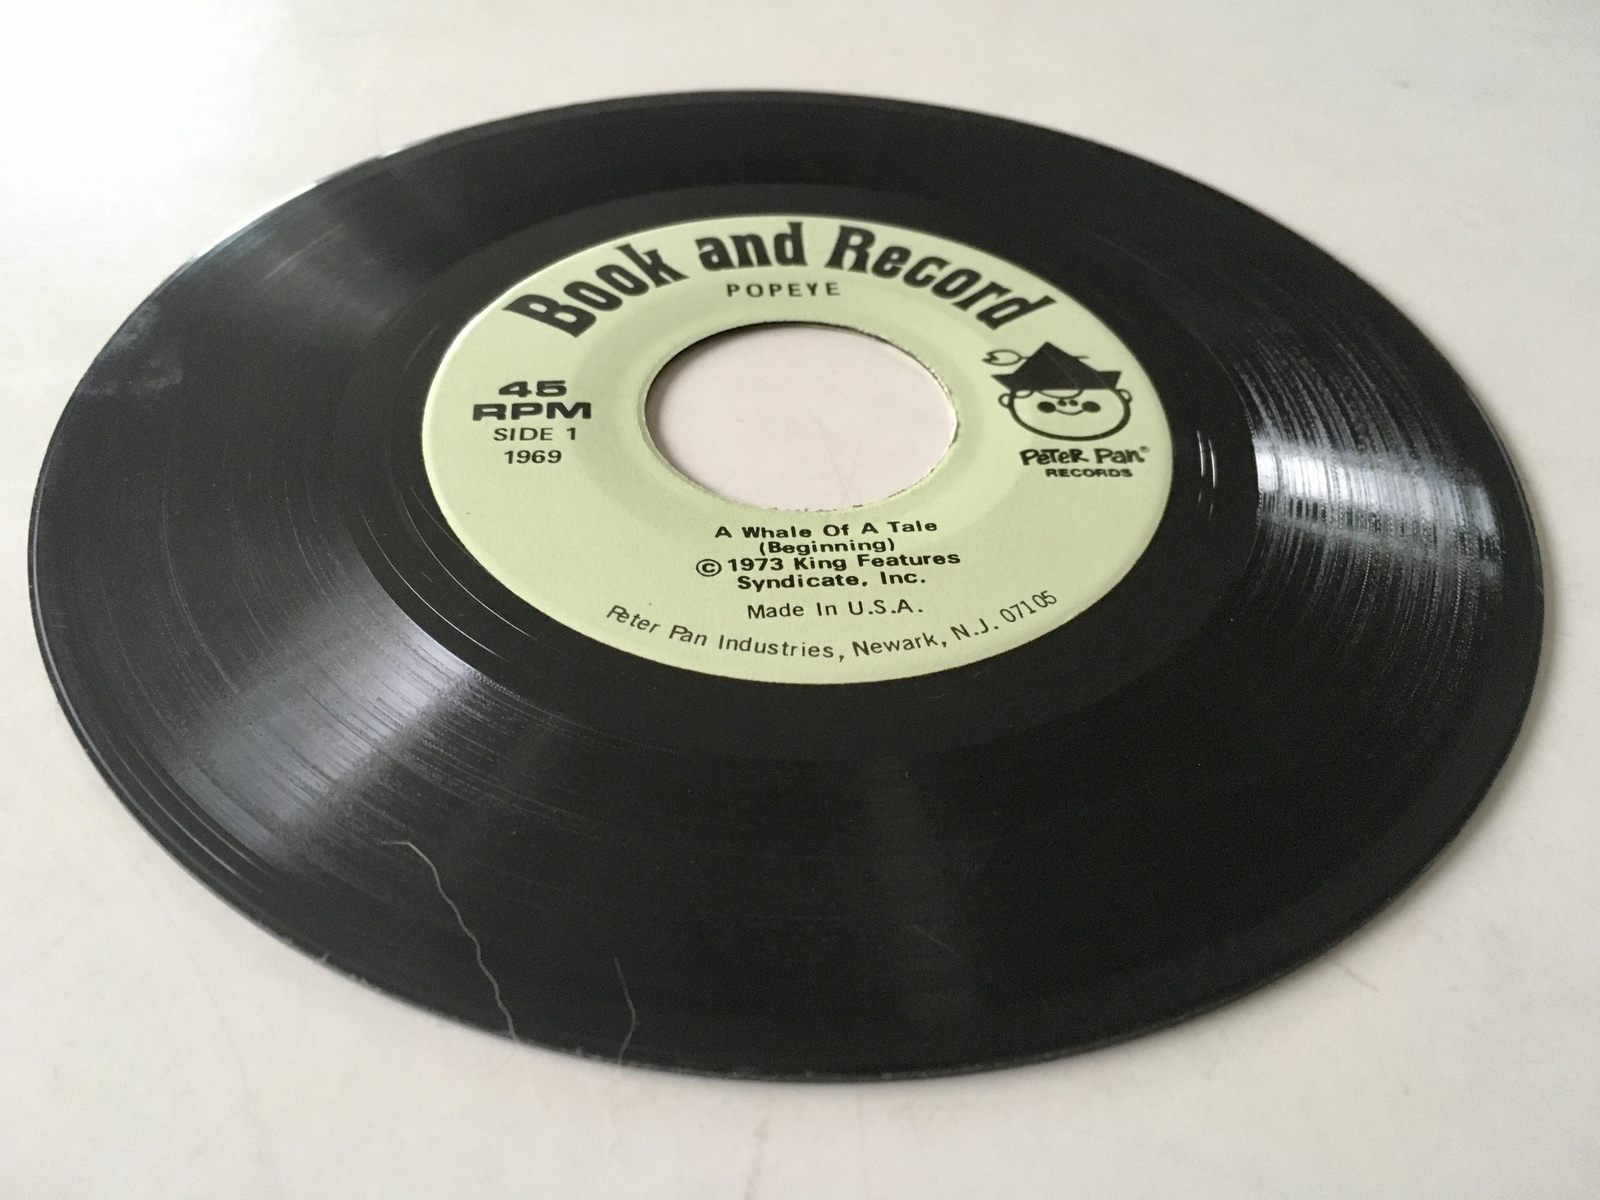 Book and Record
POPEYE
45
RPM
SIDE 1
1969
Peter Pan®
RECORDS
A Whale Of A Tale
(Beginning)
© 1973 King Features
Syndicate, Inc.
Made In U.S.A.
Peter Pan Industries, Newark, N.J. 07105